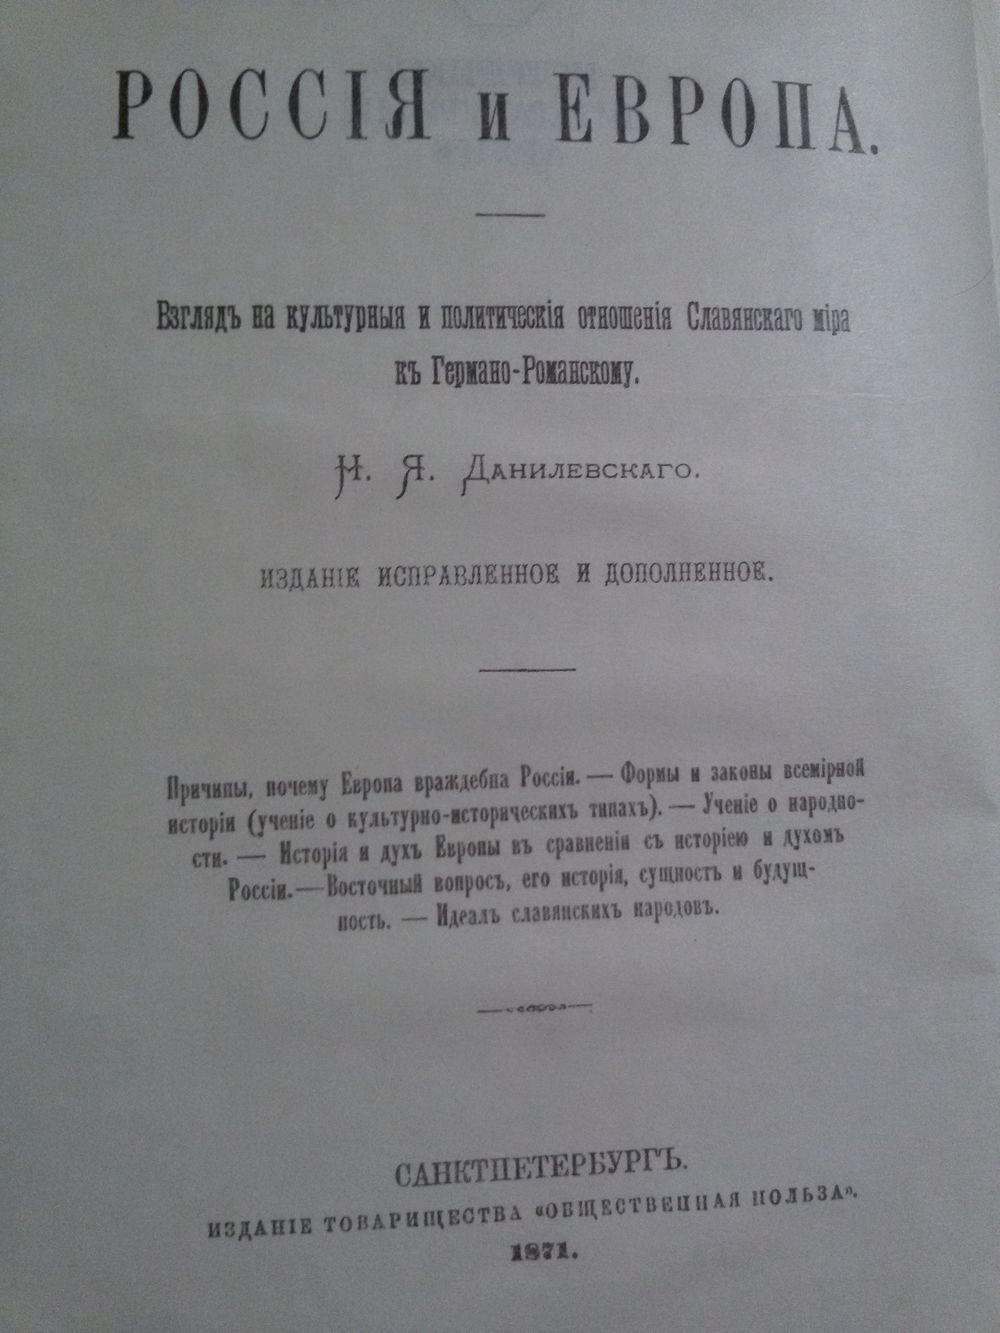 РОССІЯ и ЕВРОПА.
Взглядъ на культурныя и политическія отношенія Славянскаго міра
къ Германо-Романскому.
Н. Я. Данилевскаго.
ИЗДАНІЕ ИСПРАВЛЕННОЕ И ДОПОЛНЕННОЕ.
Причины, почему Европа враждебна Россіи. — Формы и законы всемірной
исторіи (ученіе о культурно-историческихъ типахъ). — Ученіе о народно-
сти. — Исторія и духъ Европы въ сравненіи съ исторіею и духомъ
Россіи. — Восточный вопросъ, его исторія, сущность и будущ-
ность. — Идеалъ славянскихъ народовъ.
САНКТПЕТЕРБУРГЪ.
ИЗДАНІЕ ТОВАРИЩЕСТВА «ОБЩЕСТВЕННАЯ ПОЛЬЗА».
1871.